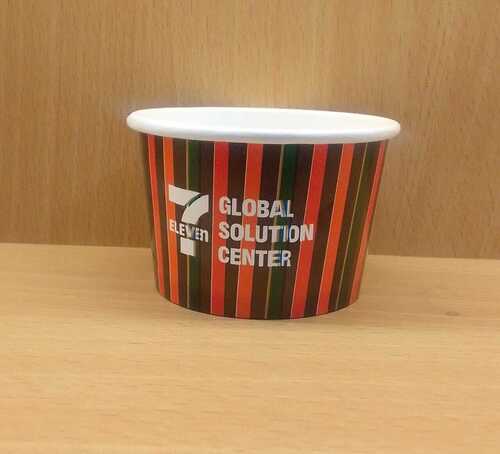 7
ELEVEn
GLOBAL
SOLUTION
CENTER